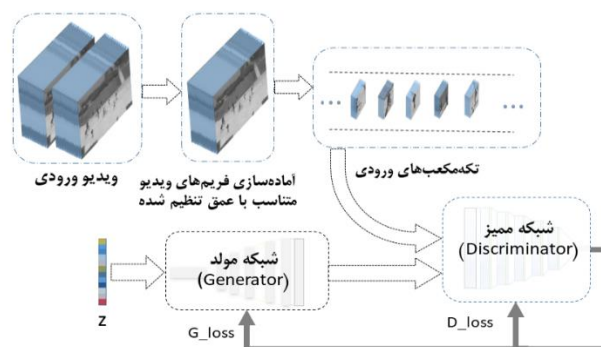 ویدیو ورودی
آماده‌سازی فریم‌های ویدیو
متناسب با عمق تنظیم شده
تکه‌مکعب‌های ورودی
شبکه مولد
(Generator)
شبکه ممیز
(Discriminator)
Z
G_loss
D_loss